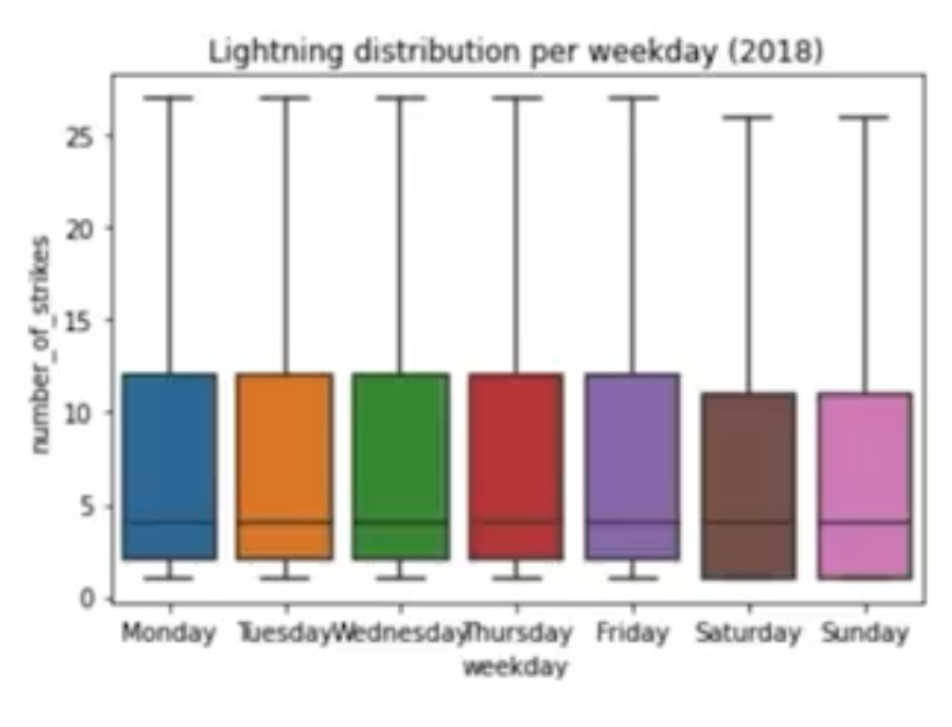 Lightning distribution per weekday (2018)
25
20
15
10
5
0
number_of_strikes
Monday Tuesday Wednesday Thursday Friday Saturday Sunday
weekday